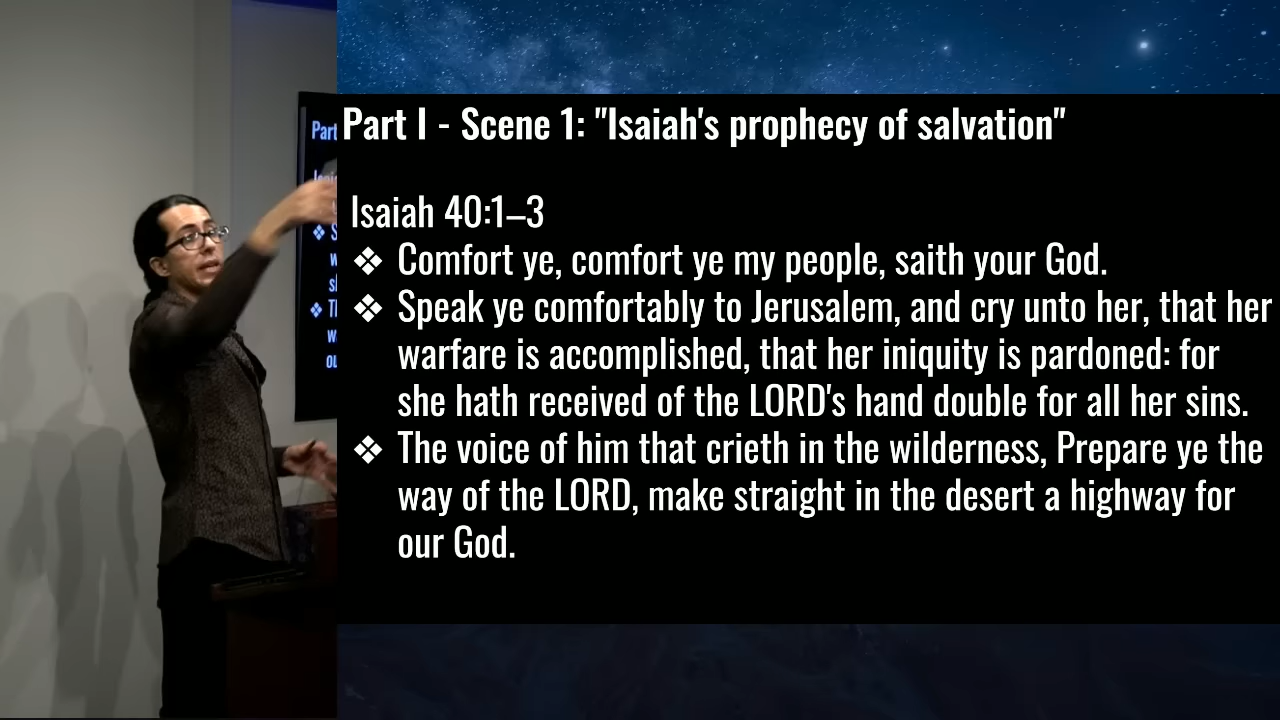 Part I - Scene 1: "Isaiah's prophecy of salvation"
Isaiah 40:1–3
❖ Comfort ye, comfort ye my people, saith your God.
❖ Speak ye comfortably to Jerusalem, and cry unto her, that her
warfare is accomplished, that her iniquity is pardoned: for
she hath received of the LORD's hand double for all her sins.
❖ The voice of him that crieth in the wilderness, Prepare ye the
way of the LORD, make straight in the desert a highway for
our God.
Part